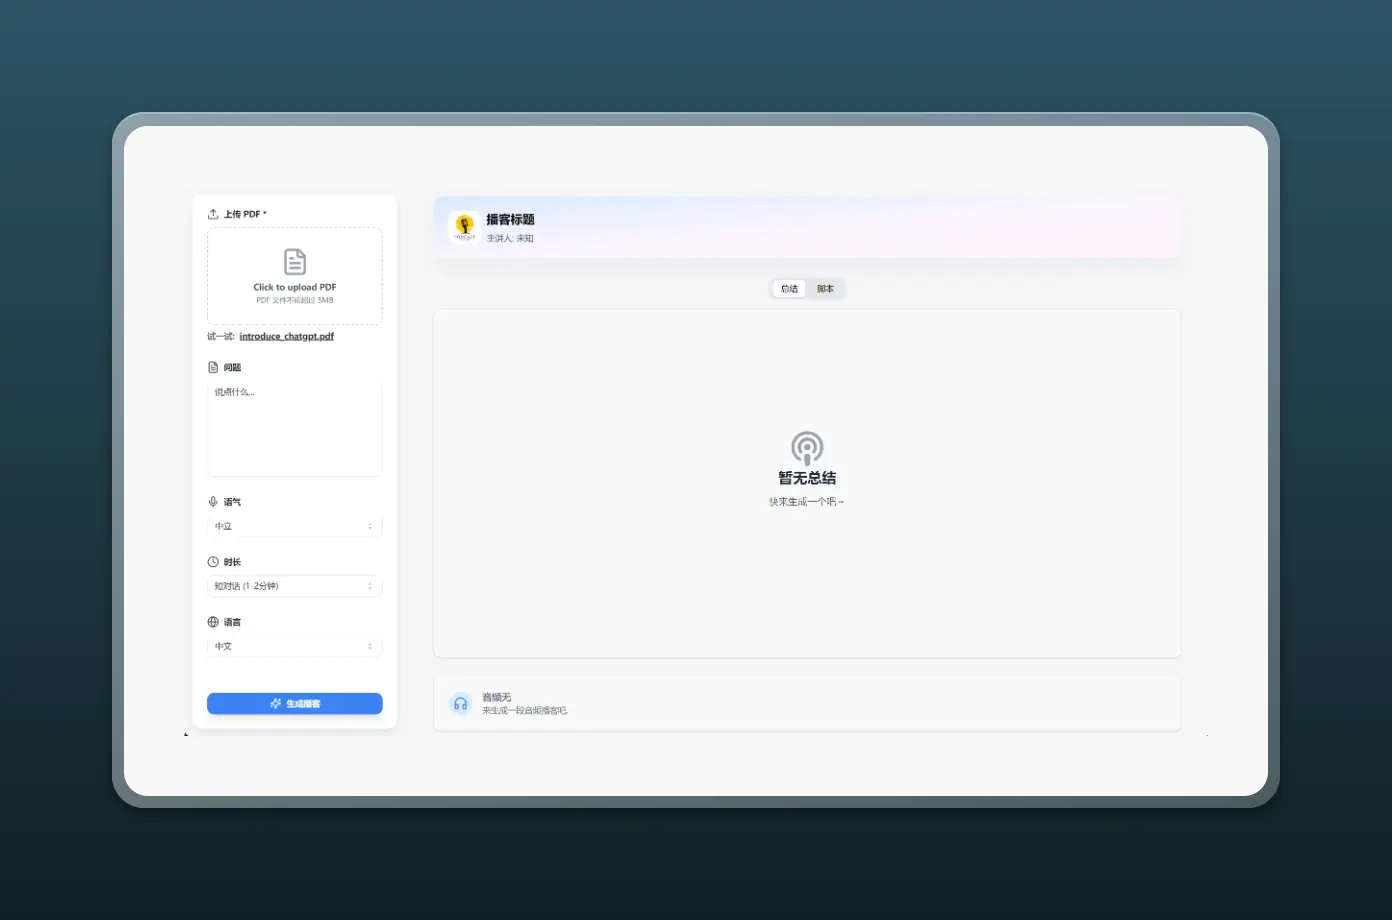 上传 PDF *
Click to upload PDF
PDF 文件不应超过 5MB
试一试: introduce_chatgpt.pdf
问题
说点什么...
语气
中立
时长
短对话 (1-2分钟)
语言
中文
生成播客
播客标题
主讲人: 未知
总结
脚本
暂无总结
快来生成一个吧 ~
音频无
来生成一段音频播客吧.